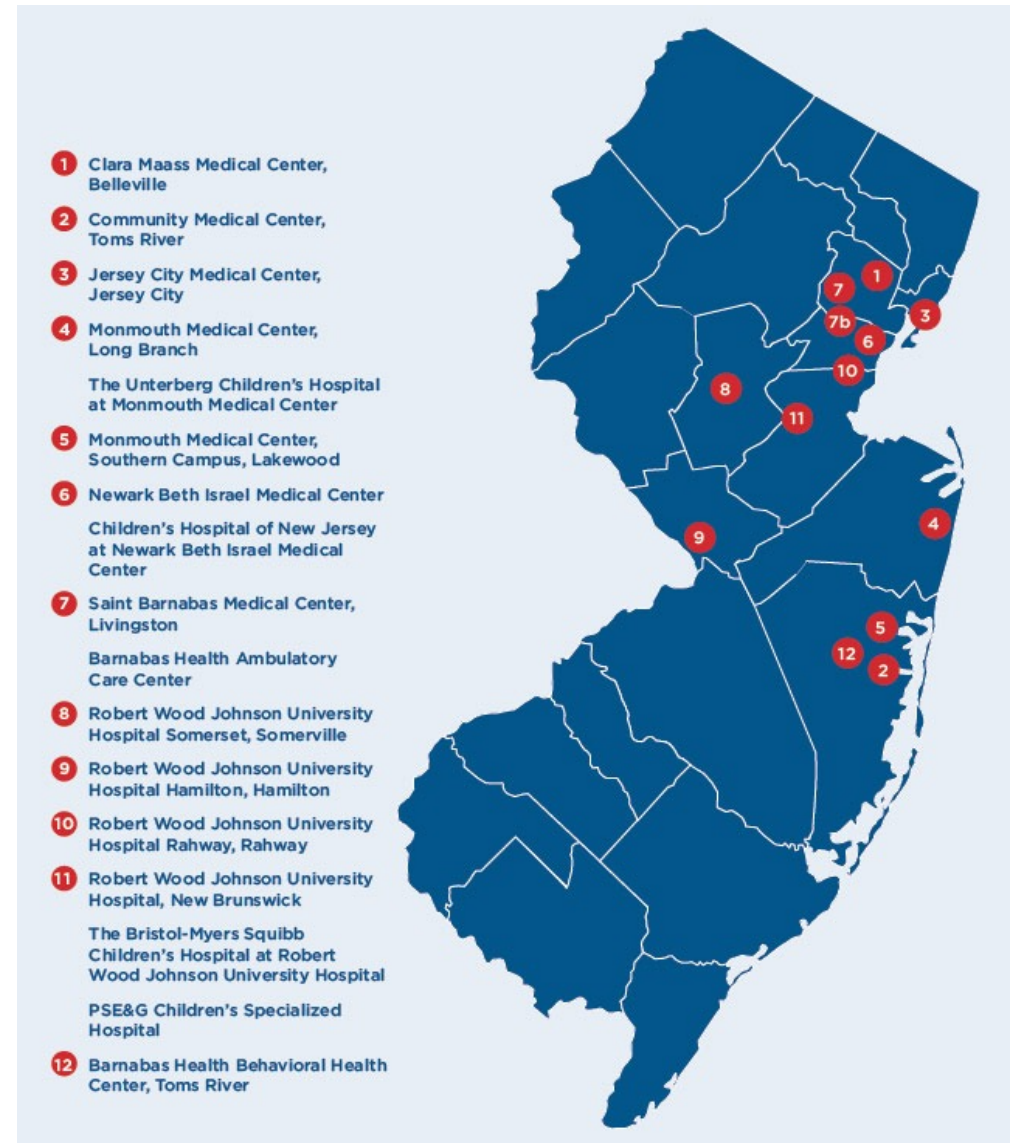 1 Clara Maass Medical Center,
Belleville
2 Community Medical Center,
Toms River
3 Jersey City Medical Center,
Jersey City
4 Monmouth Medical Center,
Long Branch
The Unterberg Children's Hospital
at Monmouth Medical Center
5 Monmouth Medical Center,
Southern Campus, Lakewood
6 Newark Beth Israel Medical Center
Children's Hospital of New Jersey
at Newark Beth Israel Medical
Center
7 Saint Barnabas Medical Center,
Livingston
Barnabas Health Ambulatory
Care Center
8 Robert Wood Johnson University
Hospital Somerset, Somerville
9 Robert Wood Johnson University
Hospital Hamilton, Hamilton
10 Robert Wood Johnson University
Hospital Rahway, Rahway
11 Robert Wood Johnson University
Hospital, New Brunswick
The Bristol-Myers Squibb
Children's Hospital at Robert
Wood Johnson University Hospital
PSE&G Children's Specialized
Hospital
12 Barnabas Health Behavioral Health
Center, Toms River
1
7
3
7b
6
10
8
11
4
9
5
12
2